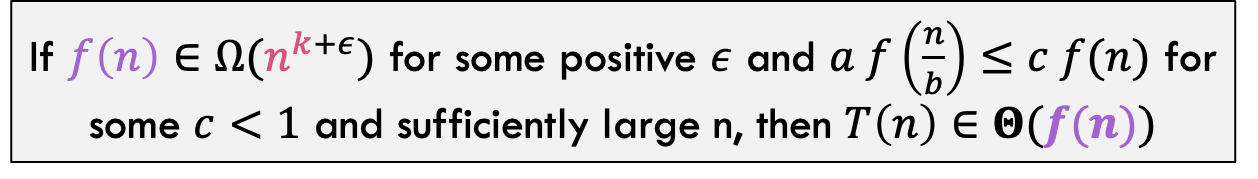 If f(n) ∈ Ω(n^{k+ϵ}) for some positive ϵ and a f(n/b) ≤ c f(n) for
some c < 1 and sufficiently large n, then T(n) ∈ Θ(f(n))